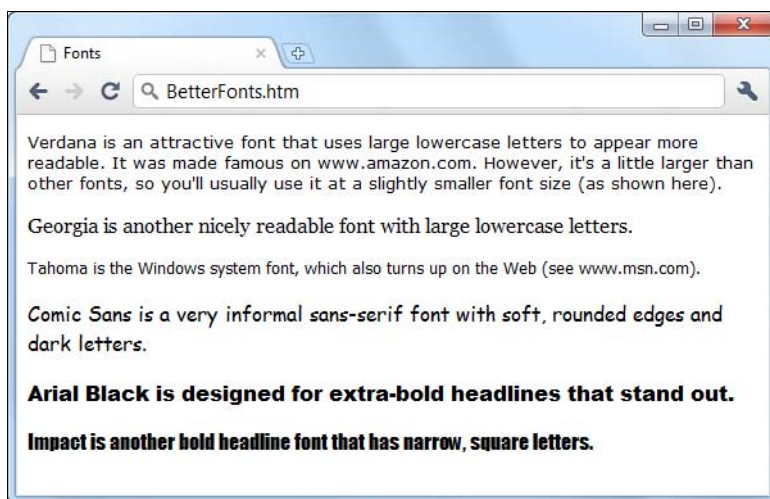 Fonts
BetterFonts.htm
Verdana is an attractive font that uses large lowercase letters to appear more
readable. It was made famous on www.amazon.com. However, it's a little larger than
other fonts, so you'll usually use it at a slightly smaller font size (as shown here).
Georgia is another nicely readable font with large lowercase letters.
Tahoma is the Windows system font, which also turns up on the Web (see www.msn.com).
Comic Sans is a very informal sans-serif font with soft, rounded edges and
dark letters.
Arial Black is designed for extra-bold headlines that stand out.
Impact is another bold headline font that has narrow, square letters.